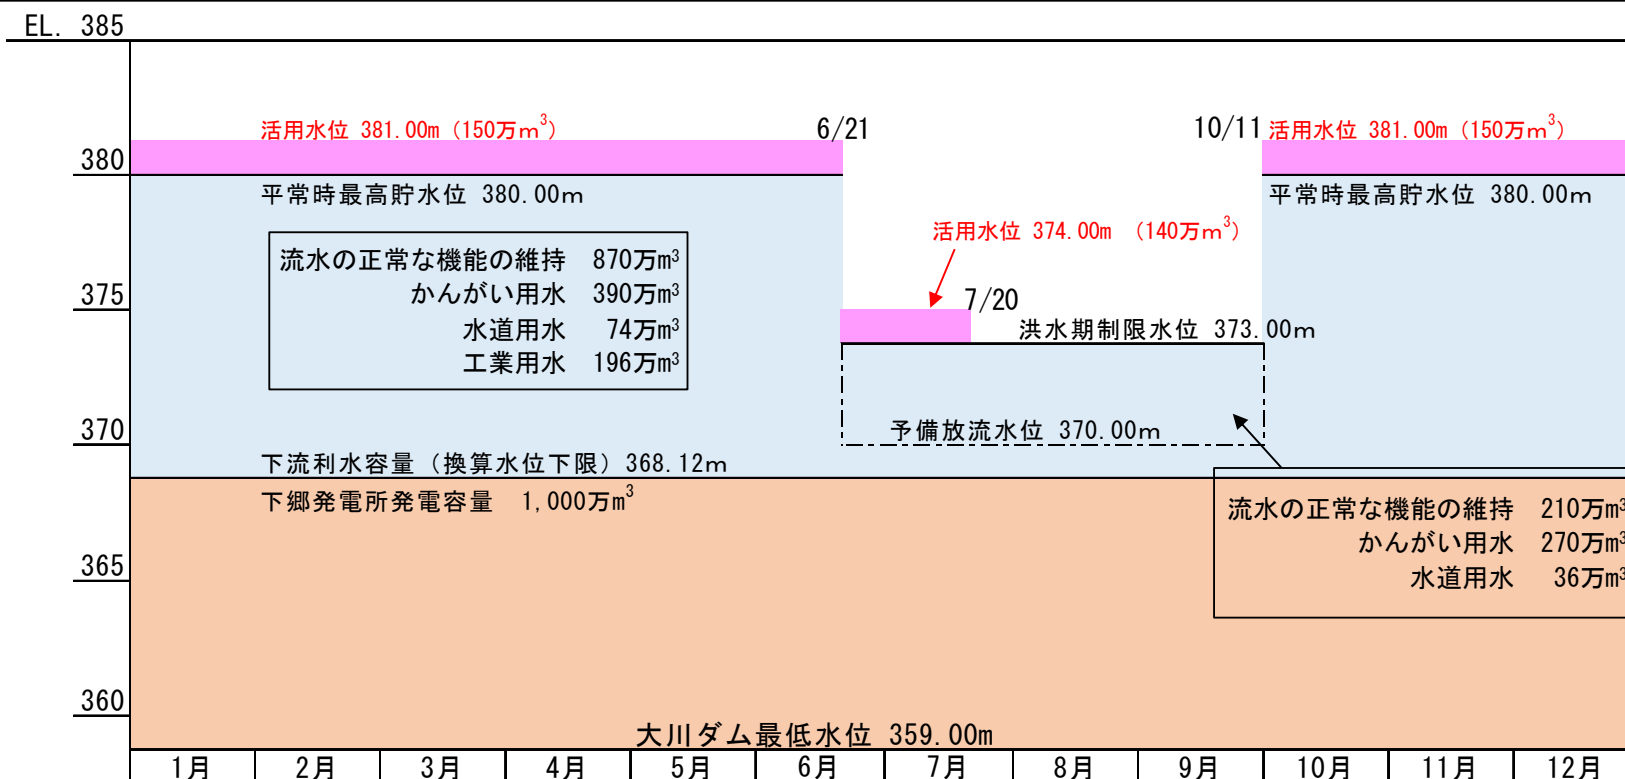 EL. 385
活用水位 381.00m (150万m³)
6/21
10/11
活用水位 381.00m (150万m³)
380
平常時最高貯水位 380.00m
平常時最高貯水位 380.00m
活用水位 374.00m (140万m³)
流水の正常な機能の維持 870万m³
かんがい用水 390万m³
水道用水 74万m³
工業用水 196万m³
375
7/20
洪水期制限水位 373.00m
370
予備放流水位 370.00m
下流利水容量(換算水位下限)368.12m
下郷発電所発電容量 1,000万m³
流水の正常な機能の維持 210万m³
かんがい用水 270万m³
水道用水 36万m³
365
360
大川ダム最低水位 359.00m
1月 2月 3月 4月 5月 6月 7月 8月 9月 10月 11月 12月